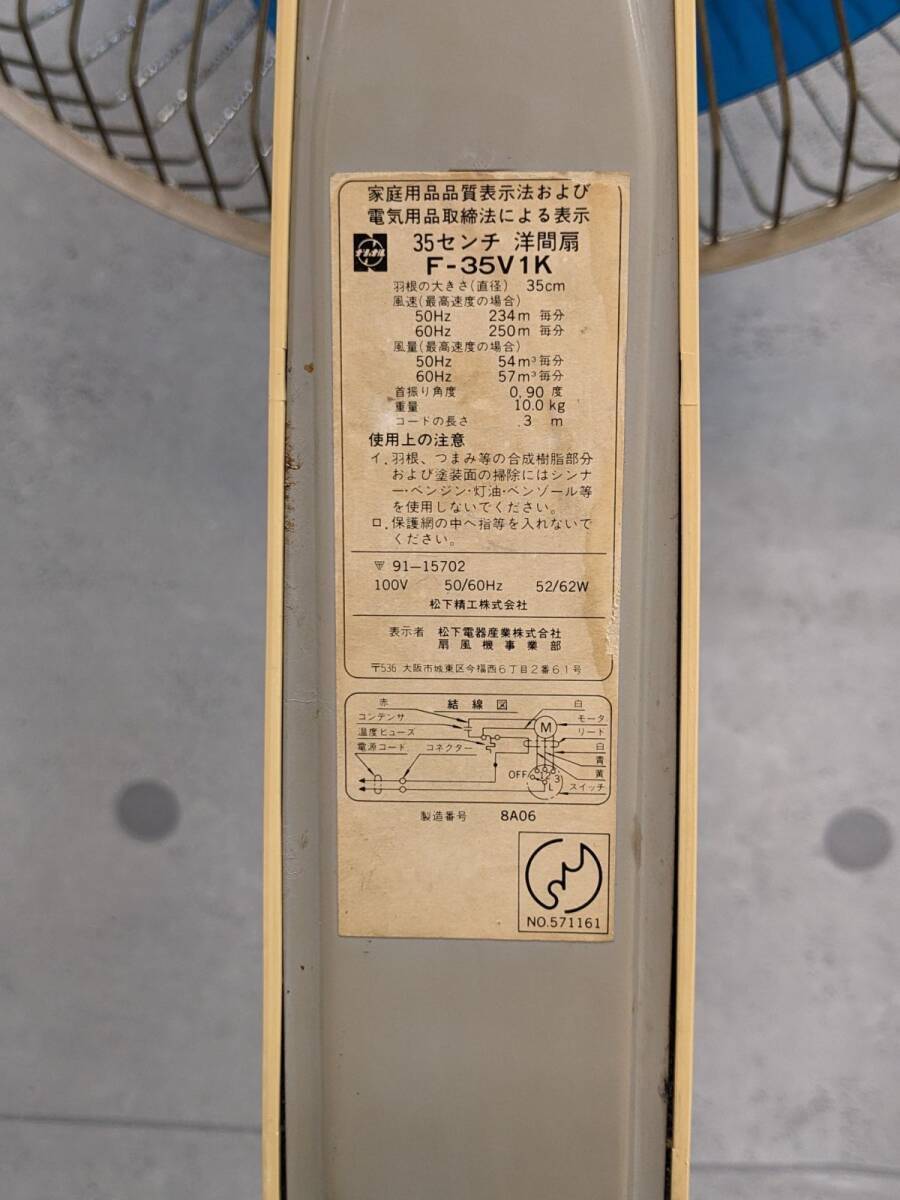 家庭用品品質表示法および
電気用品取締法による表示
ナショナル
35センチ 洋間扇
F-35V1K
羽根の大きさ(直径) 35cm
風速(最高速度の場合)
50Hz 234m 毎分
60Hz 250m 毎分
風量(最高速度の場合)
50Hz 54m³毎分
60Hz 57m³毎分
首振り角度 0,90 度
重量 10.0 kg
コードの長さ 3 m
使用上の注意
イ.羽根、つまみ等の合成樹脂部分
および塗装面の掃除にはシンナ
ー・ベンジン・灯油・ベンゾール等
を使用しないでください。
ロ.保護網の中へ指等を入れないで
ください。
91-15702
100V 50/60Hz 52/62W
松下精工株式会社
表示者 松下電器産業株式会社
扇風機事業部
〒536 大阪市城東区今福西6丁目2番61号
赤 結線図 白
コンデンサ モータ
温度ヒューズ M リード
電源コード コネクター 白
青
黄
OFF 3
L スイッチ
製造番号 8A06
NO.571161